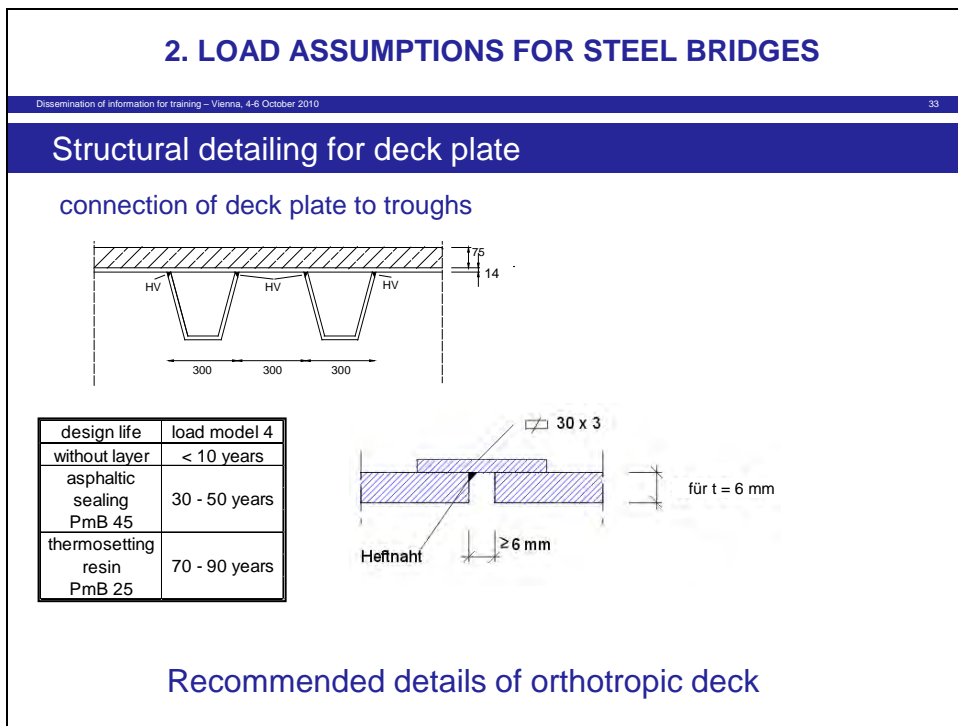 2. LOAD ASSUMPTIONS FOR STEEL BRIDGES
Dissemination of information for training – Vienna, 4-6 October 2010 33
Structural detailing for deck plate
connection of deck plate to troughs
75
14
HV HV HV
300 300 300
design life load model 4
without layer < 10 years
asphaltic
sealing
PmB 45
30 - 50 years
thermosetting
resin
PmB 25
70 - 90 years
30 x 3
für t = 6 mm
≥6 mm
Heftnaht
Recommended details of orthotropic deck